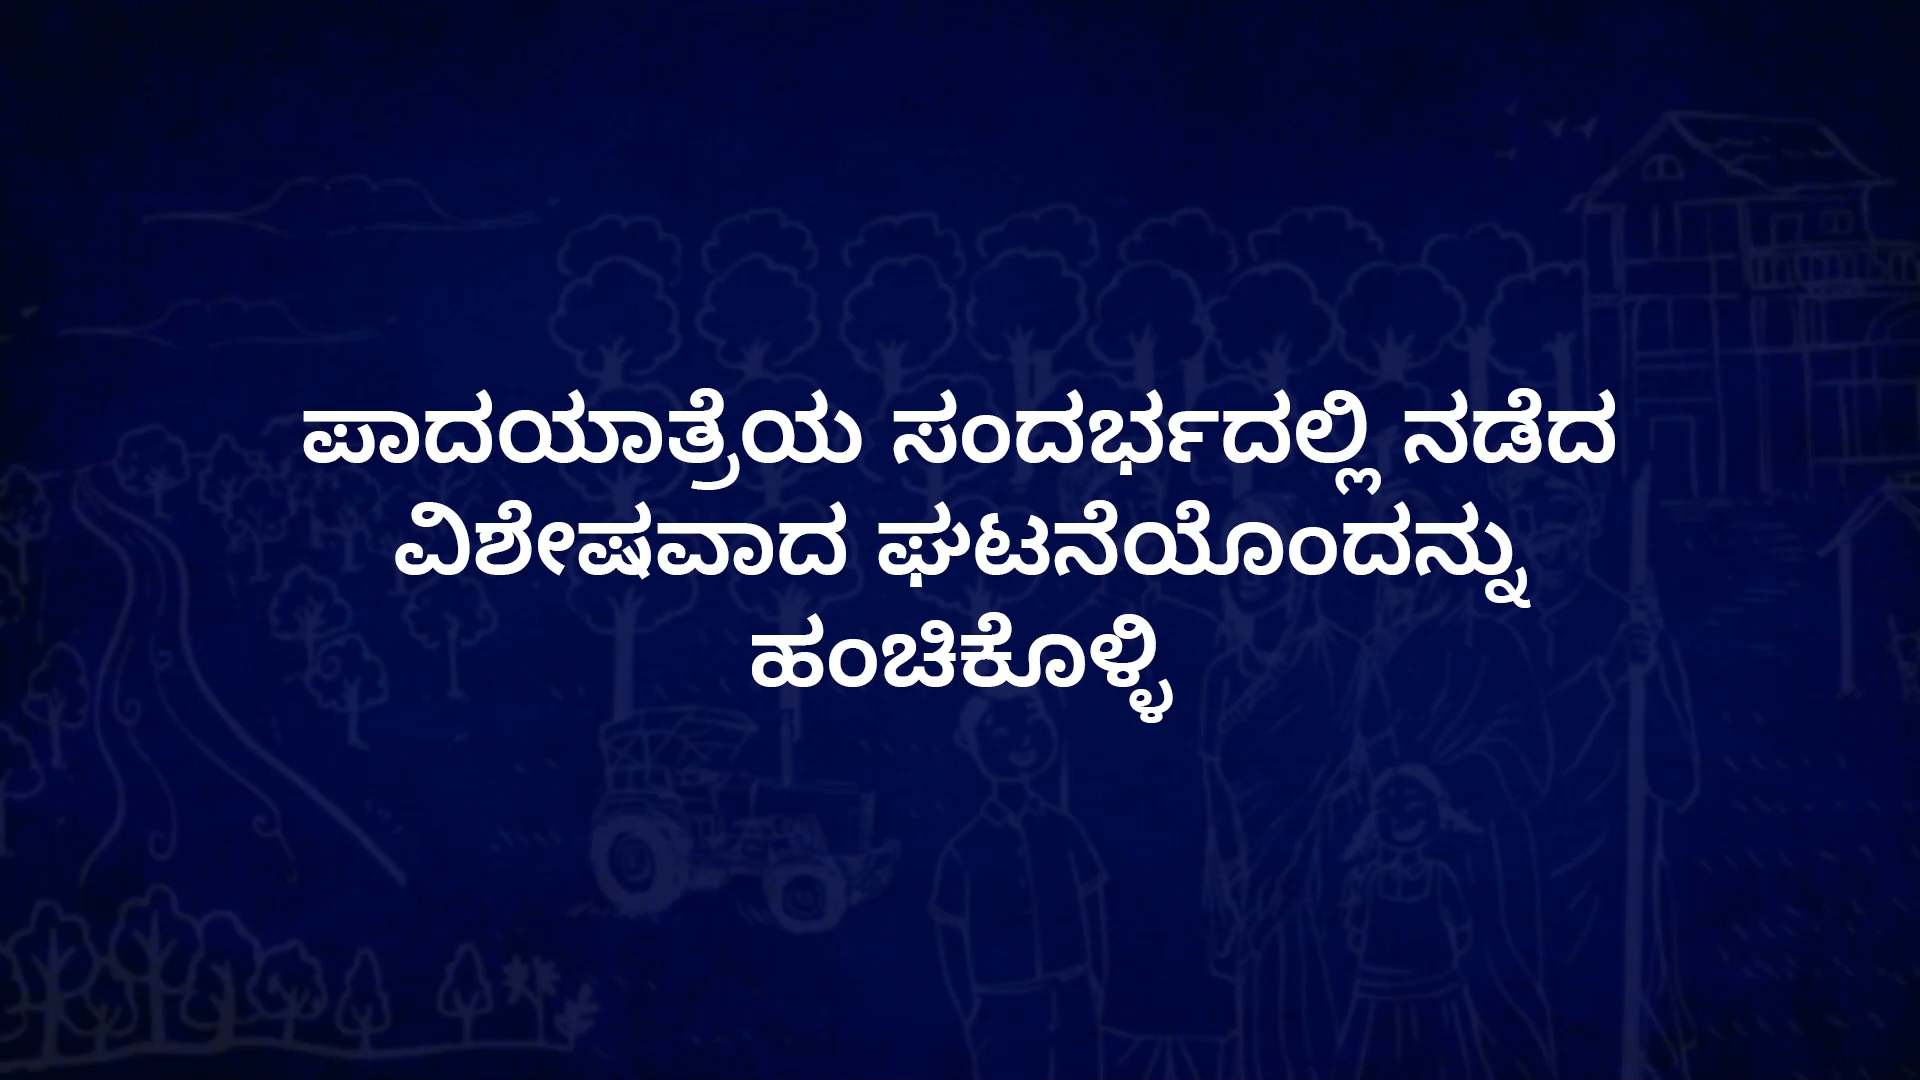 ಪಾದಯಾತ್ರೆಯ ಸಂದರ್ಭದಲ್ಲಿ ನಡೆದ
ವಿಶೇಷವಾದ ಘಟನೆಯೊಂದನ್ನು
ಹಂಚಿಕೊಳ್ಳಿ